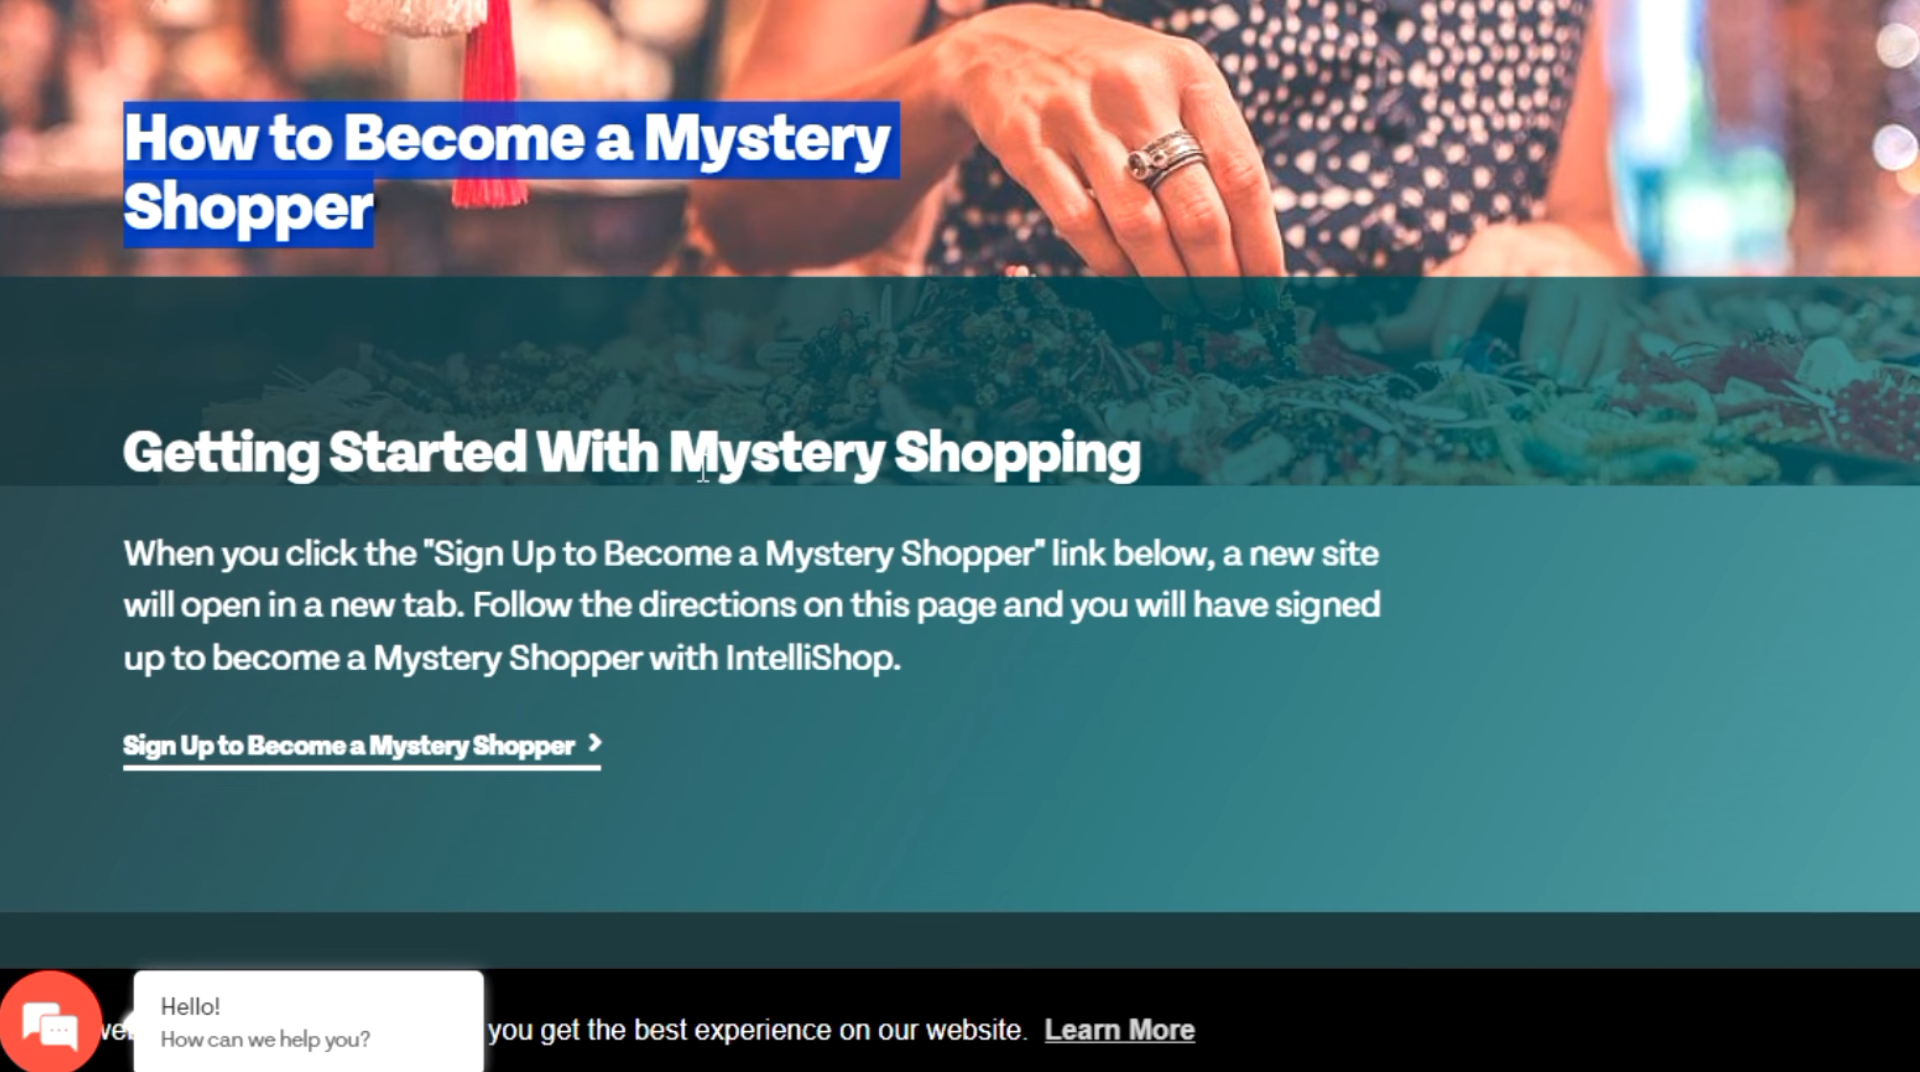 How to Become a Mystery
Shopper
Getting Started With Mystery Shopping
When you click the "Sign Up to Become a Mystery Shopper" link below, a new site
will open in a new tab. Follow the directions on this page and you will have signed
up to become a Mystery Shopper with IntelliShop.
Sign Up to Become a Mystery Shopper
Hello!
How can we help you?
you get the best experience on our website. Learn More